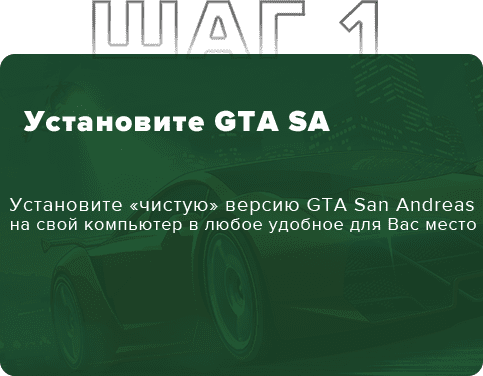 ШАГ 1
Установите GTA SA
Установите «чистую» версию GTA San Andreas
на свой компьютер в любое удобное для Вас место